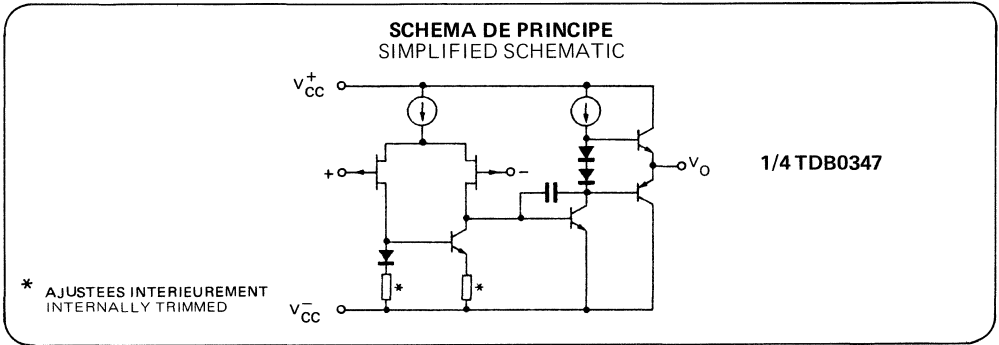 SCHEMA DE PRINCIPE
SIMPLIFIED SCHEMATIC
V+CC
+
-
VO
1/4 TDB0347
*
*
* AJUSTEES INTERIEUREMENT
INTERNALLY TRIMMED
V-CC